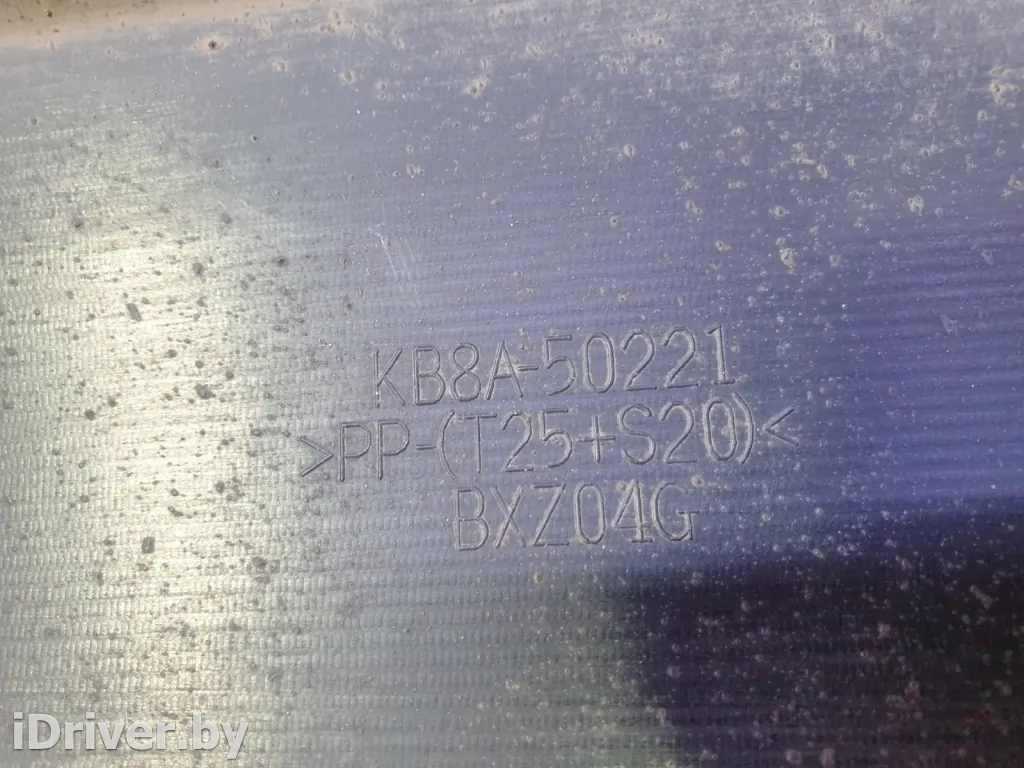 KB8A-50221
>PP-(T25+S20)<
BXZ04G
iDriver.by